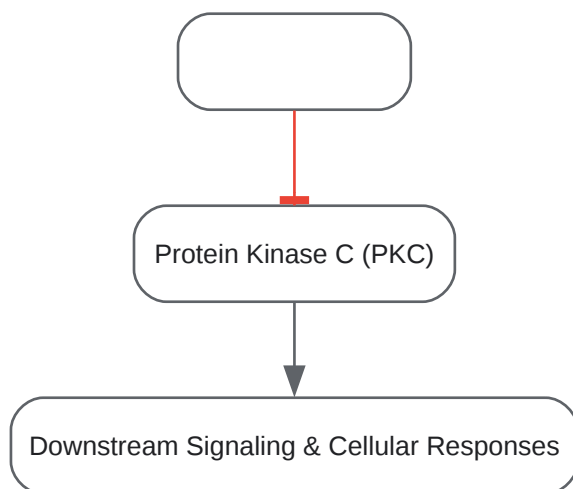 Protein Kinase C (PKC)
Downstream Signaling & Cellular Responses